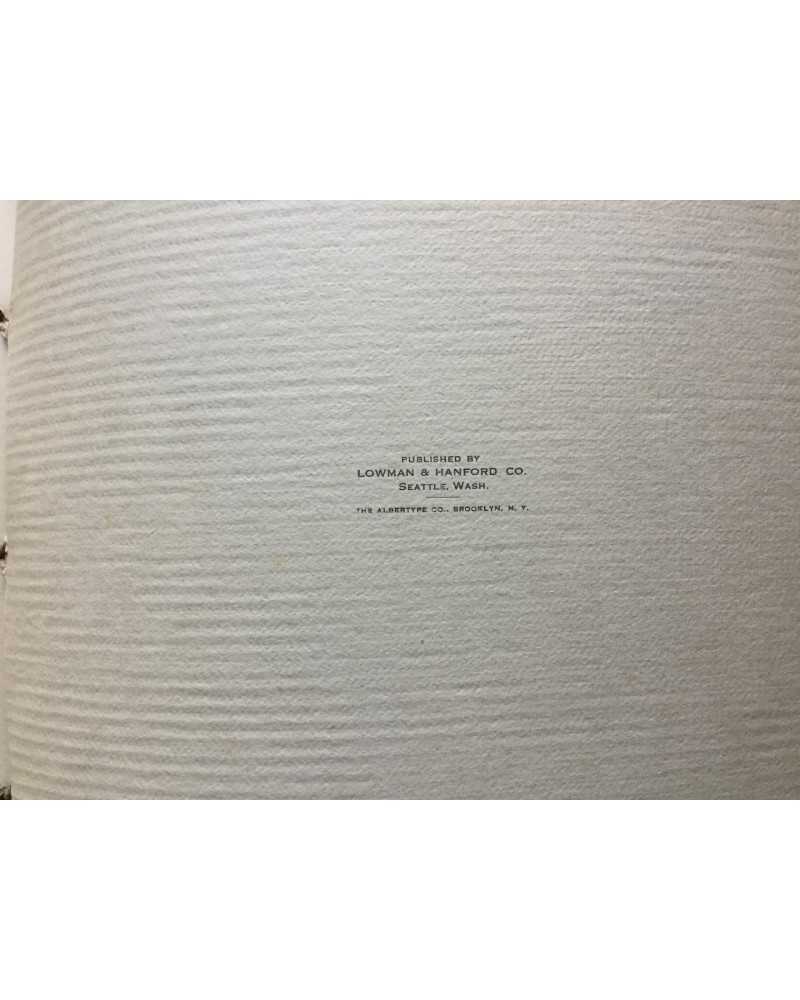 PUBLISHED BY
LOWMAN & HANFORD CO.
SEATTLE, WASH.
THE ALBERTYPE CO., BROOKLYN, N. Y.